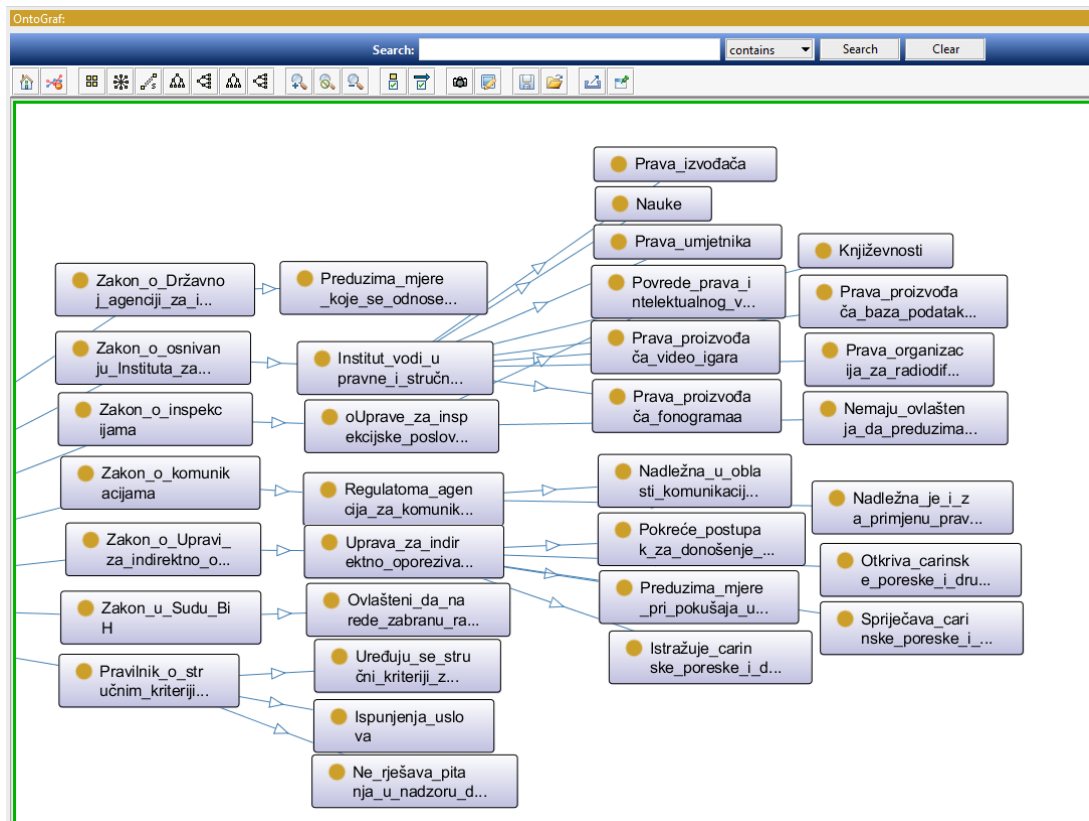 OntoGraf:
Search:
contains
Search
Clear
Prava_izvođača
Nauke
Prava_umjetnika
Književnosti
Zakon_o_Državno
j_agenciji_za_i...
Preduzima_mjere
_koje_se_odnose...
Povrede_prava_i
ntelektualnog_v...
Prava_proizvođa
ča_baza_podatak...
Zakon_o_osnivan
ju_Instituta_za...
Institut_vodi_u
pravne_i_stručn...
Prava_proizvođa
ča_video_igara
Prava_organizac
ija_za_radiodif...
Zakon_o_inspekc
ijama
oUprave_za_insp
ekcijske_poslov...
Prava_proizvođa
ča_fonogramaa
Nemaju_ovlašten
ja_da_preduzima...
Zakon_o_komunik
acijama
Regulatoma_agen
cija_za_komunik...
Nadležna_u_obla
sti_komunikacij...
Nadležna_je_i_z
a_primjenu_prav...
Zakon_o_Upravi_
za_indirektno_o...
Uprava_za_indir
ektno_oporeziva...
Pokreće_postupa
k_za_donošenje_...
Otkriva_carinsk
e_poreske_i_dru...
Zakon_u_Sudu_Bi
H
Ovlašteni_da_na
rede_zabranu_ra...
Preduzima_mjere
_pri_pokušaja_u...
Spriječava_cari
nske_poreske_i_...
Pravilnik_o_str
učnim_kriteriji...
Uređuju_se_stru
čni_kriteriji_z...
Istražuje_carin
ske_poreske_i_d...
Ispunjenja_uslo
va
Ne_rješava_pita
nja_u_nadzoru_d...